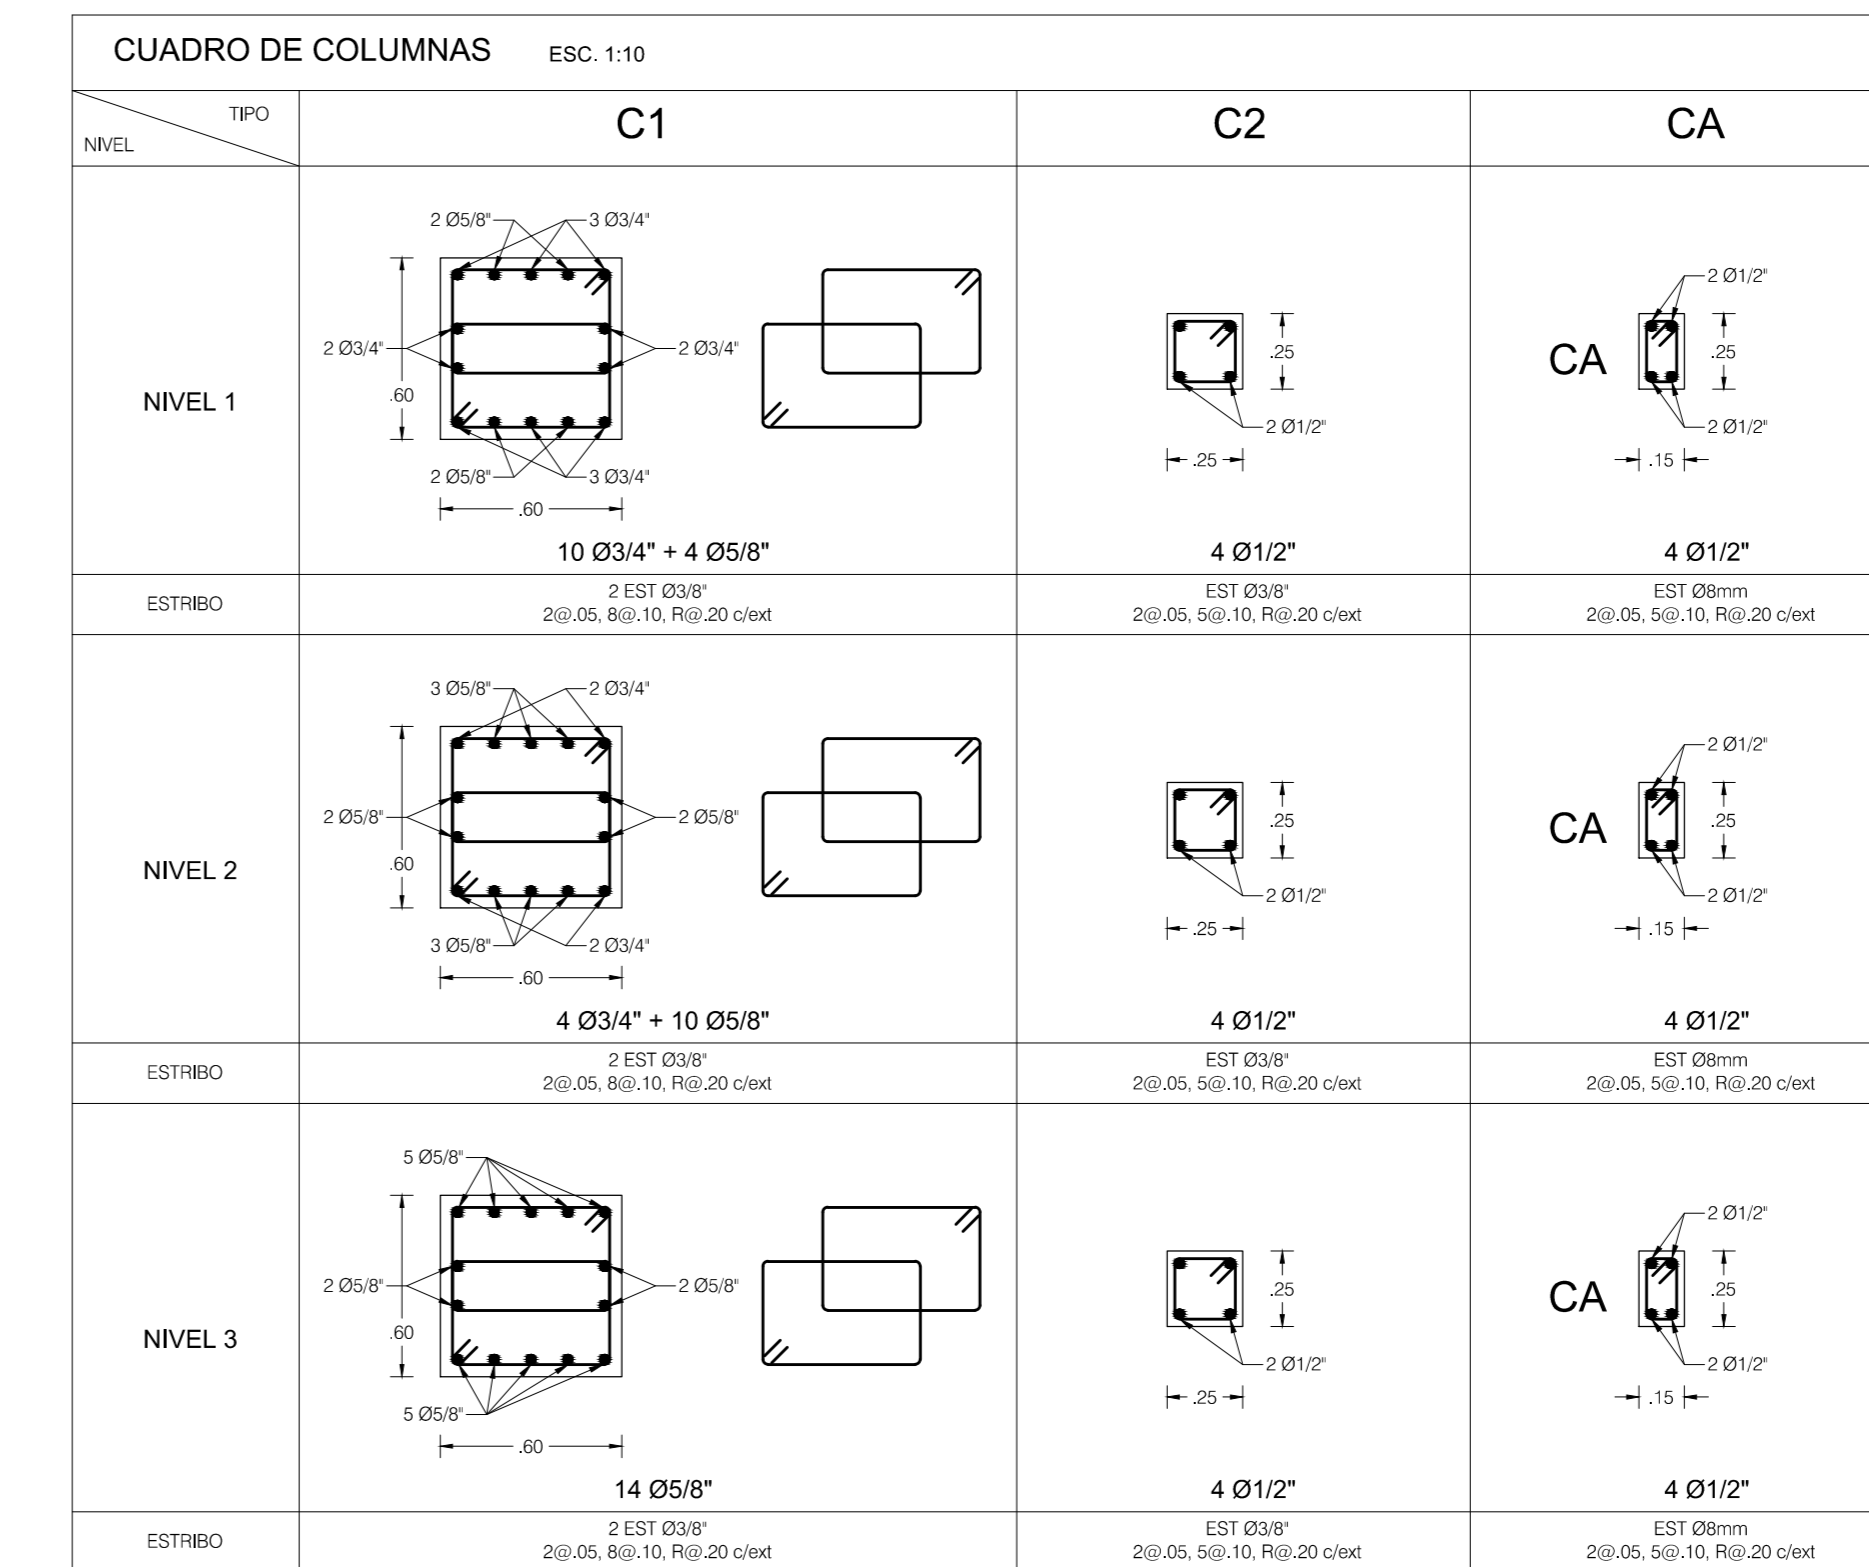 CUADRO DE COLUMNAS ESC. 1:10
TIPO
NIVEL
C1
C2
CA
NIVEL 1
2 Ø5/8"
3 Ø3/4"
2 Ø3/4"
2 Ø3/4"
.60
2 Ø5/8"
3 Ø3/4"
.60
10 Ø3/4" + 4 Ø5/8"
.25
2 Ø1/2"
.25
4 Ø1/2"
2 Ø1/2"
CA
.25
2 Ø1/2"
.15
4 Ø1/2"
ESTRIBO
2 EST Ø3/8"
2@.05, 8@.10, R@.20 c/ext
EST Ø3/8"
2@.05, 5@.10, R@.20 c/ext
EST Ø8mm
2@.05, 5@.10, R@.20 c/ext
NIVEL 2
3 Ø5/8"
2 Ø3/4"
2 Ø5/8"
2 Ø5/8"
.60
3 Ø5/8"
2 Ø3/4"
.60
4 Ø3/4" + 10 Ø5/8"
.25
2 Ø1/2"
.25
4 Ø1/2"
2 Ø1/2"
CA
.25
2 Ø1/2"
.15
4 Ø1/2"
ESTRIBO
2 EST Ø3/8"
2@.05, 8@.10, R@.20 c/ext
EST Ø3/8"
2@.05, 5@.10, R@.20 c/ext
EST Ø8mm
2@.05, 5@.10, R@.20 c/ext
NIVEL 3
5 Ø5/8"
2 Ø5/8"
2 Ø5/8"
.60
5 Ø5/8"
.60
14 Ø5/8"
.25
2 Ø1/2"
.25
4 Ø1/2"
2 Ø1/2"
CA
.25
2 Ø1/2"
.15
4 Ø1/2"
ESTRIBO
2 EST Ø3/8"
2@.05, 8@.10, R@.20 c/ext
EST Ø3/8"
2@.05, 5@.10, R@.20 c/ext
EST Ø8mm
2@.05, 5@.10, R@.20 c/ext